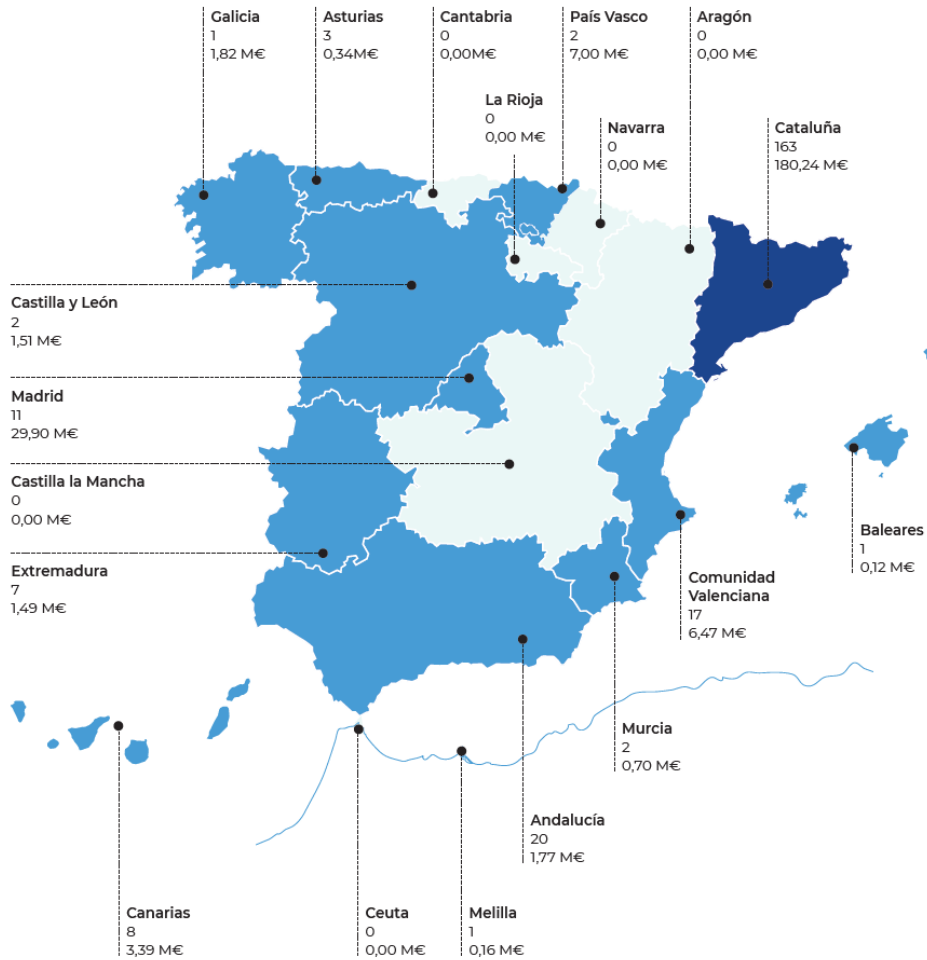 Galicia
1
1,82 M€
Asturias
3
0,34M€
Cantabria
0
0,00M€
País Vasco
2
7,00 M€
Aragón
0
0,00 M€
La Rioja
0
0,00 M€
Navarra
0
0,00 M€
Cataluña
163
180,24 M€
Castilla y León
2
1,51 M€
Madrid
11
29,90 M€
Castilla la Mancha
0
0,00 M€
Extremadura
7
1,49 M€
Baleares
1
0,12 M€
Comunidad
Valenciana
17
6,47 M€
Murcia
2
0,70 M€
Andalucía
20
1,77 M€
Canarias
8
3,39 M€
Ceuta
0
0,00 M€
Melilla
1
0,16 M€